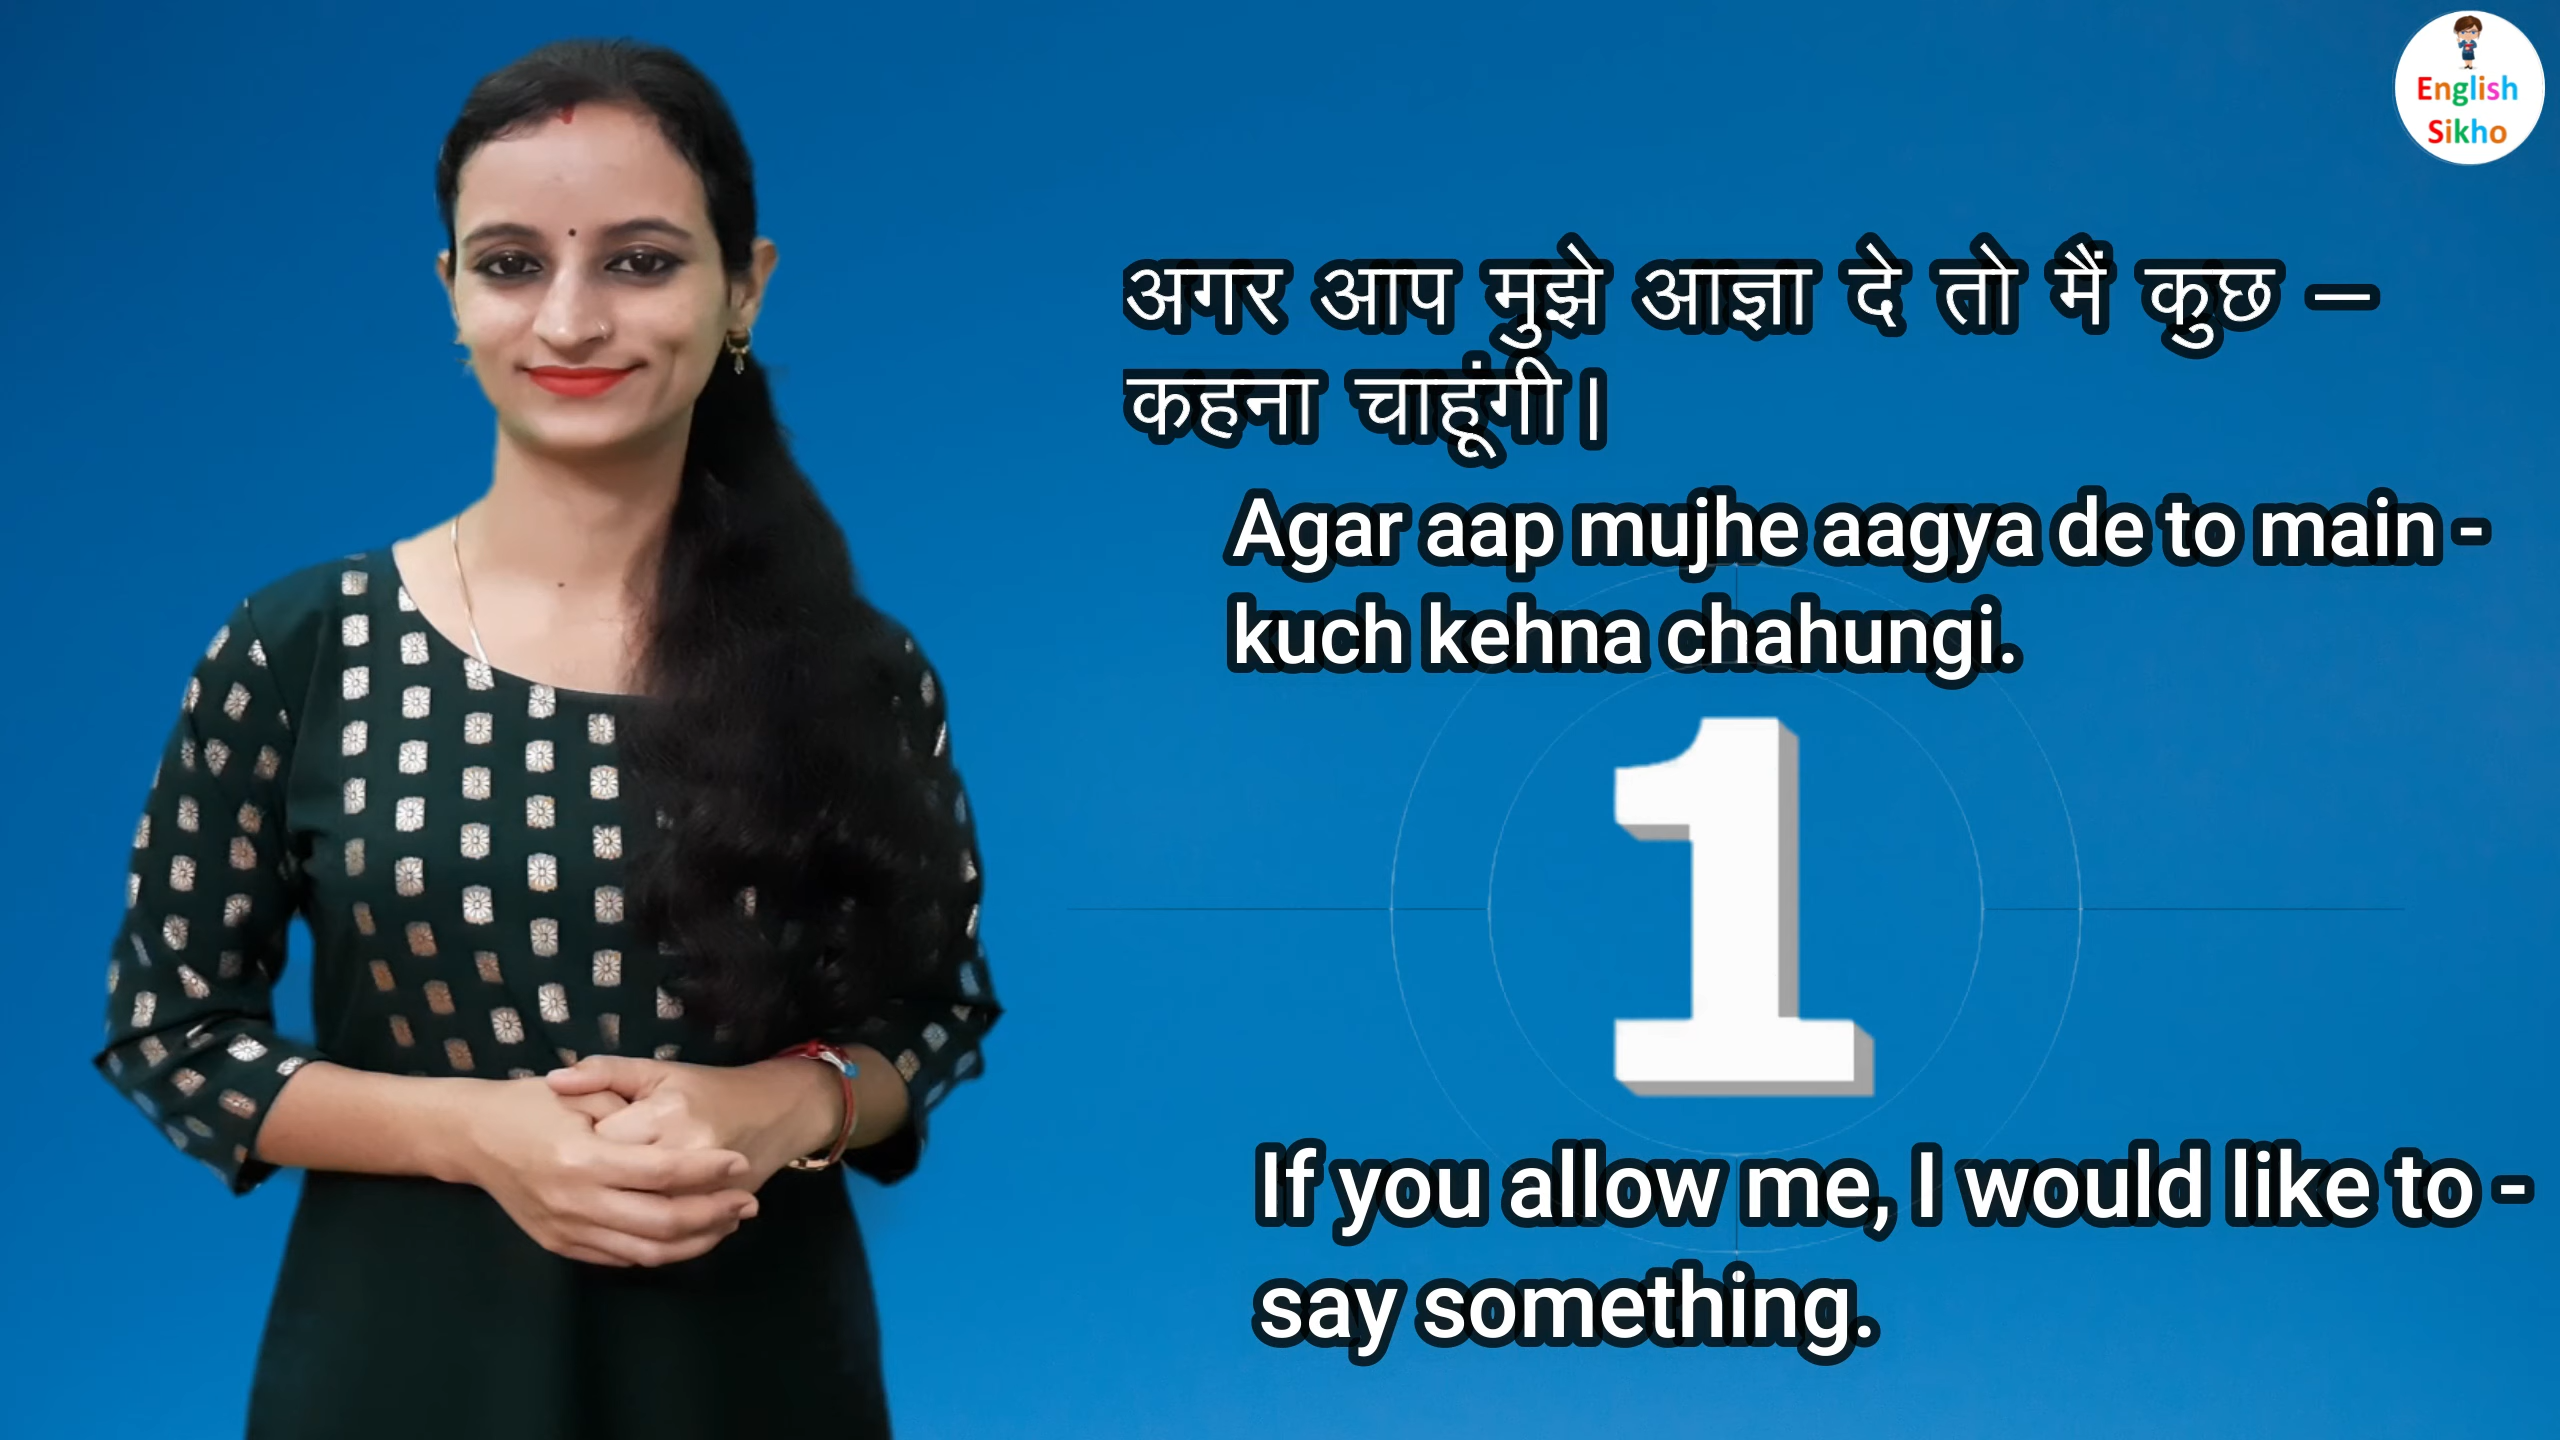 English
Sikho
अगर आप मुझे आज्ञा दे तो मैं कुछ –
कहना चाहूंगी।
Agar aap mujhe aagya de to main -
kuch kehna chahungi.
1
If you allow me, I would like to -
say something.